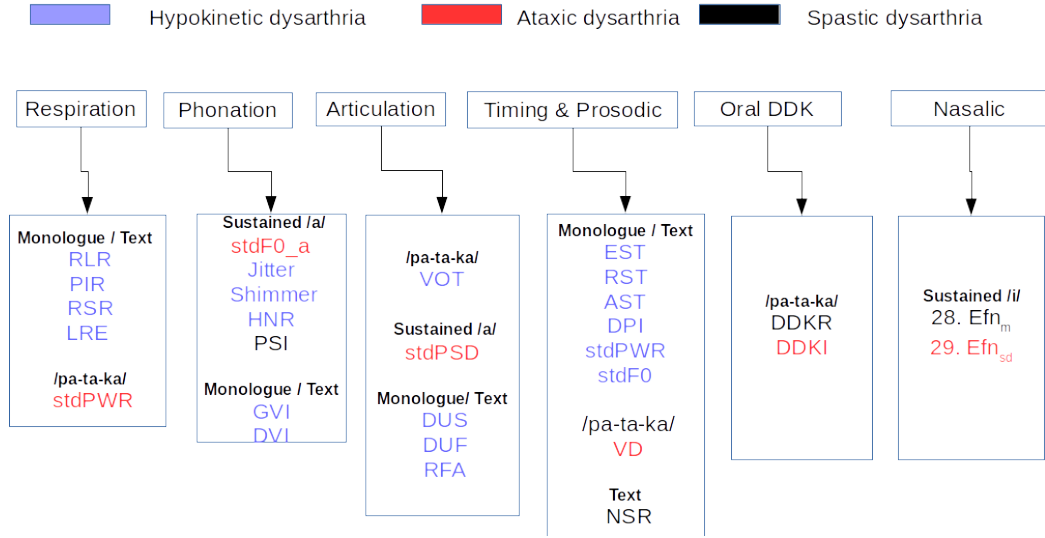 Hypokinetic dysarthria
Ataxic dysarthria
Spastic dysarthria
Respiration
Phonation
Articulation
Timing & Prosodic
Oral DDK
Nasalic
Monologue / Text
RLR
PIR
RSR
LRE
/pa-ta-ka/
stdPWR
Sustained /a/
stdF0_a
Jitter
Shimmer
HNR
PSI
Monologue / Text
GVI
DVI
/pa-ta-ka/
VOT
Sustained /a/
stdPSD
Monologue/ Text
DUS
DUF
RFA
Monologue / Text
EST
RST
AST
DPI
stdPWR
stdF0
/pa-ta-ka/
VD
Text
NSR
/pa-ta-ka/
DDKR
DDKI
Sustained /i/
28. Efnm
29. Efnsd